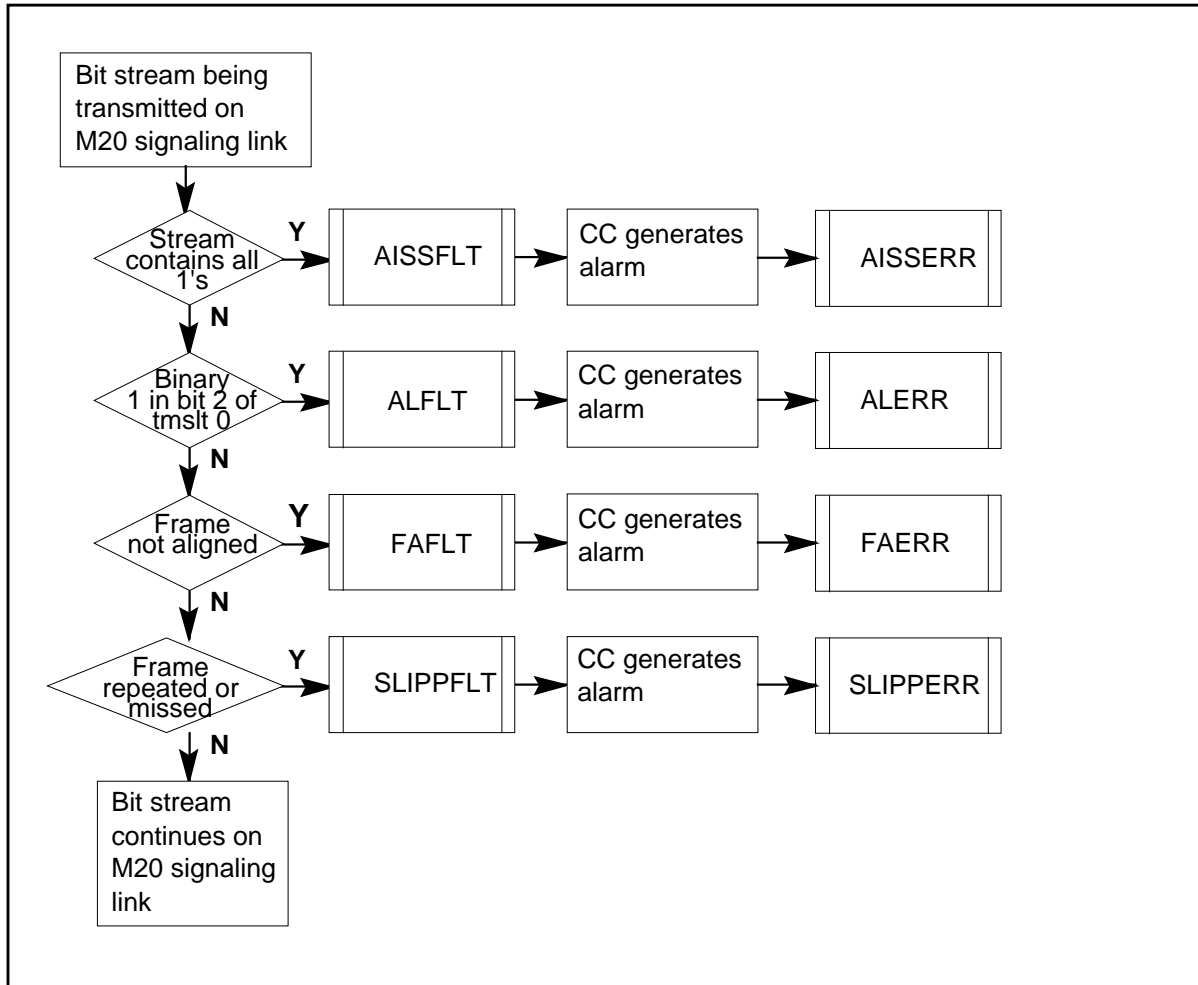 Bit stream being
transmitted on
M20 signaling link
Stream
contains all
1's
Y
AISSFLT
CC generates
alarm
AISSERR
N
Binary
1 in bit 2 of
tmslt 0
Y
ALFLT
CC generates
alarm
ALERR
N
Frame
not aligned
Y
FAFLT
CC generates
alarm
FAERR
N
Frame
repeated or
missed
Y
SLIPPFLT
CC generates
alarm
SLIPPERR
N
Bit stream
continues on
M20 signaling
link